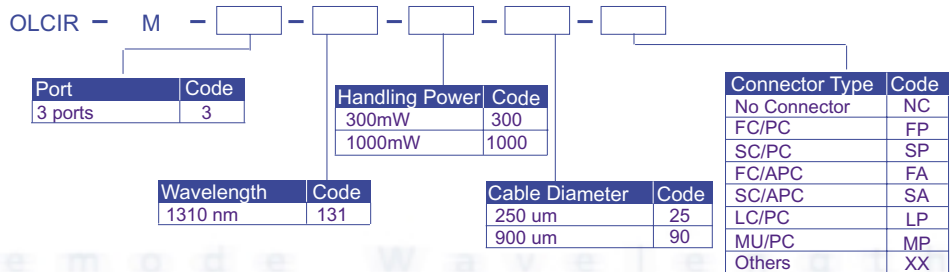 OLCIR – M – – – – –
Port Code
3 ports 3
Handling Power Code
300mW 300
1000mW 1000
Wavelength Code
1310 nm 131
Cable Diameter Code
250 um 25
900 um 90
Connector Type Code
No Connector NC
FC/PC FP
SC/PC SP
FC/APC FA
SC/APC SA
LC/PC LP
MU/PC MP
Others XX